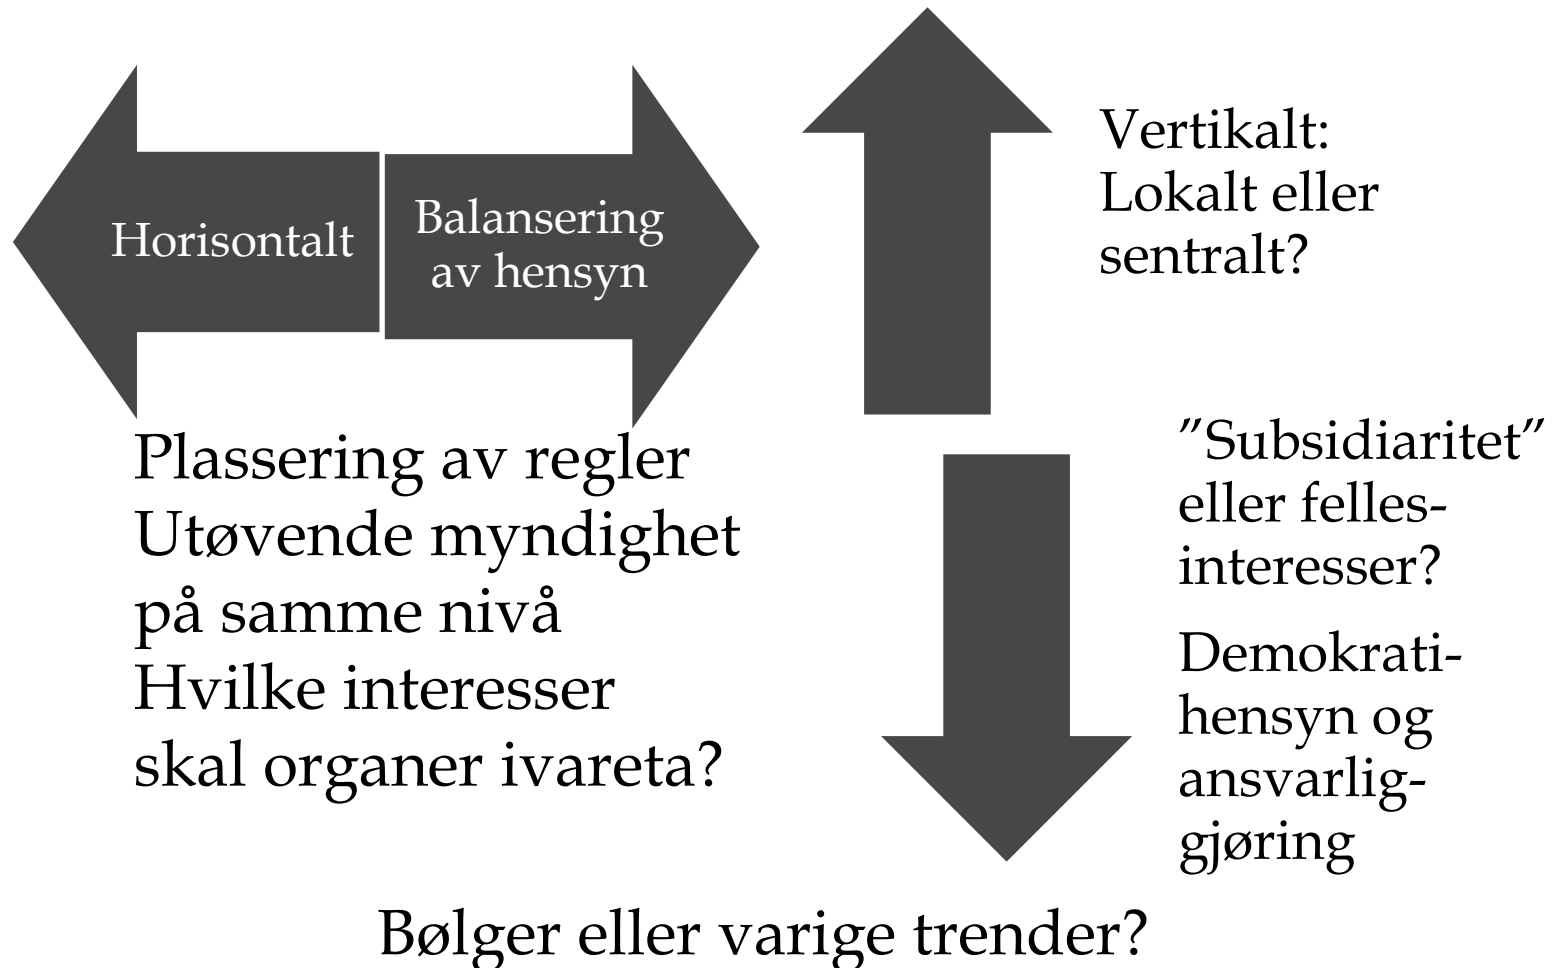 Horisontalt
Balansering
av hensyn
Plassering av regler
Utøvende myndighet
på samme nivå
Hvilke interesser
skal organer ivareta?
Vertikalt:
Lokalt eller
sentralt?
”Subsidiaritet”
eller felles-
interesser?
Demokrati-
hensyn og
ansvarlig-
gjøring
Bølger eller varige trender?